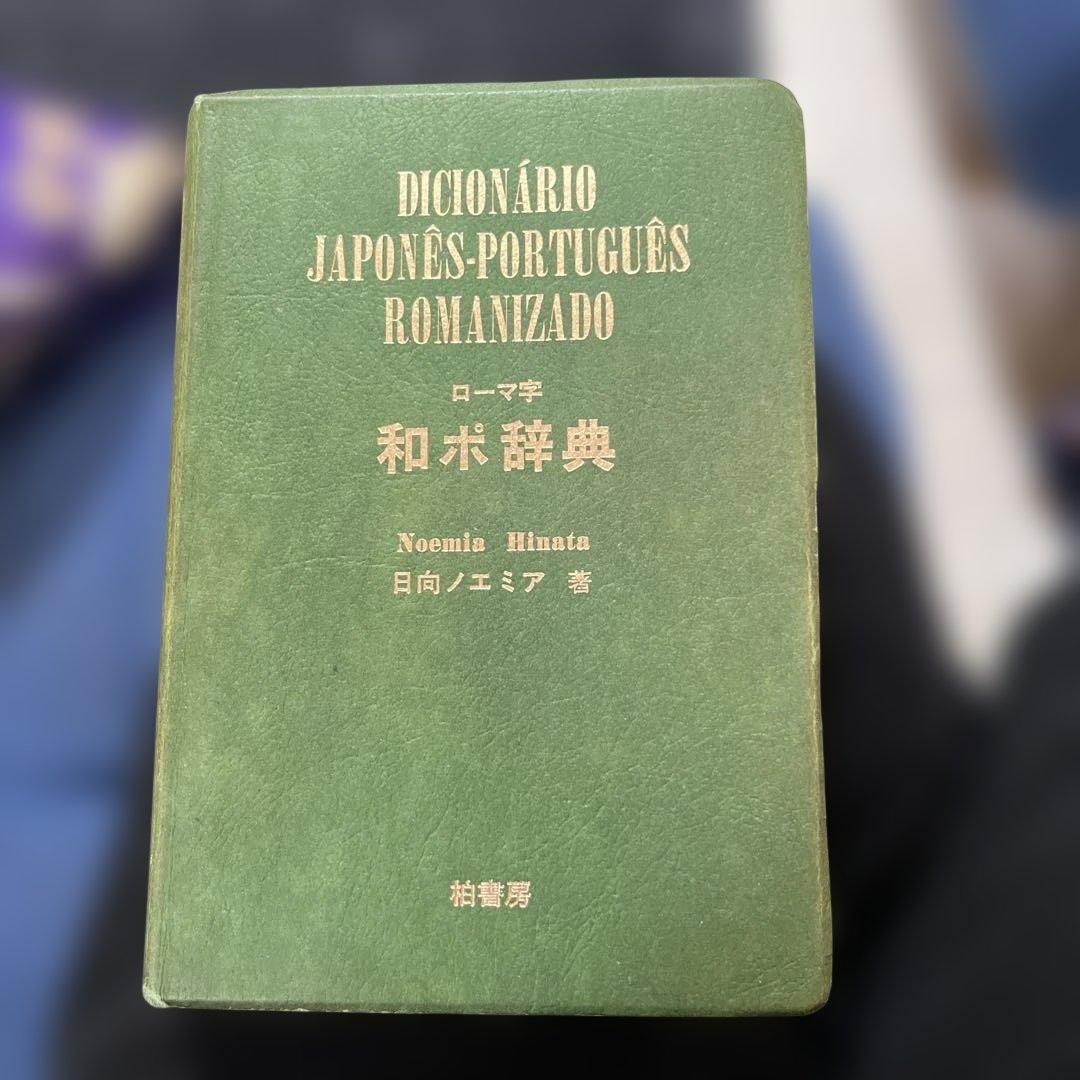 DICIONÁRIO
JAPONÊS-PORTUGUÊS
ROMANIZADO
ローマ字
和ポ辞典
Noemia Hinata
日向ノエミア 著
柏書房